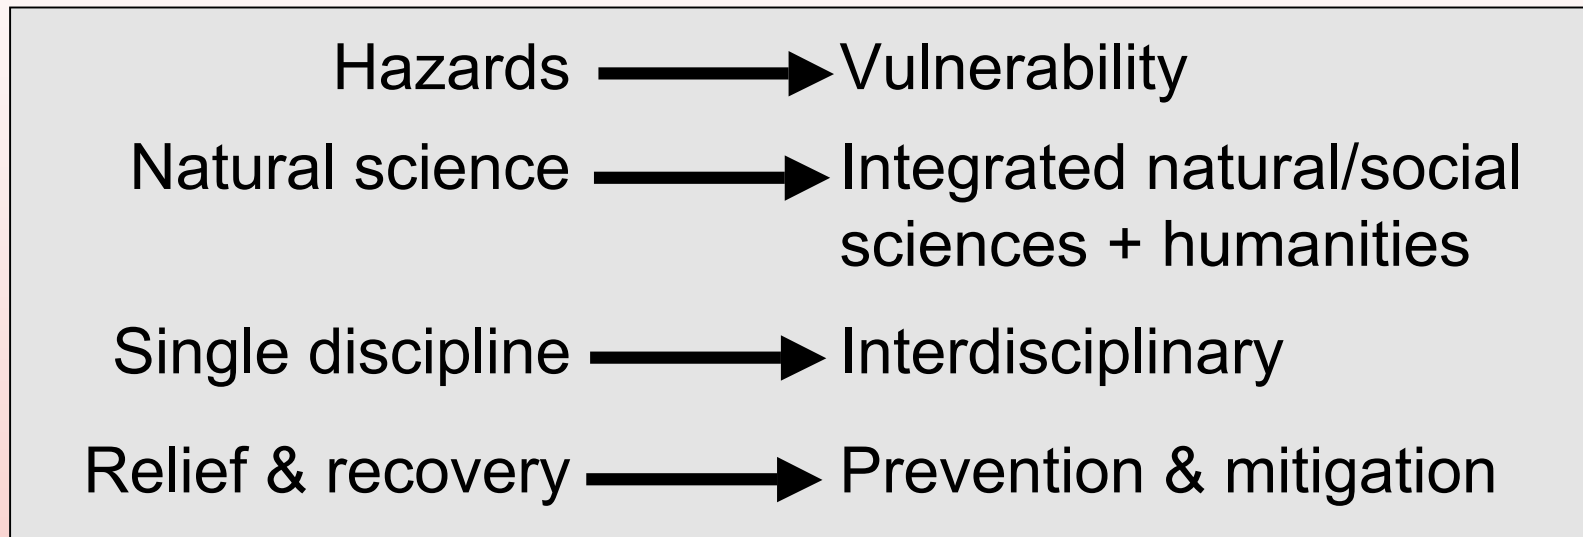 Hazards Vulnerability
Natural science Integrated natural/social
sciences + humanities
Single discipline Interdisciplinary
Relief & recovery Prevention & mitigation